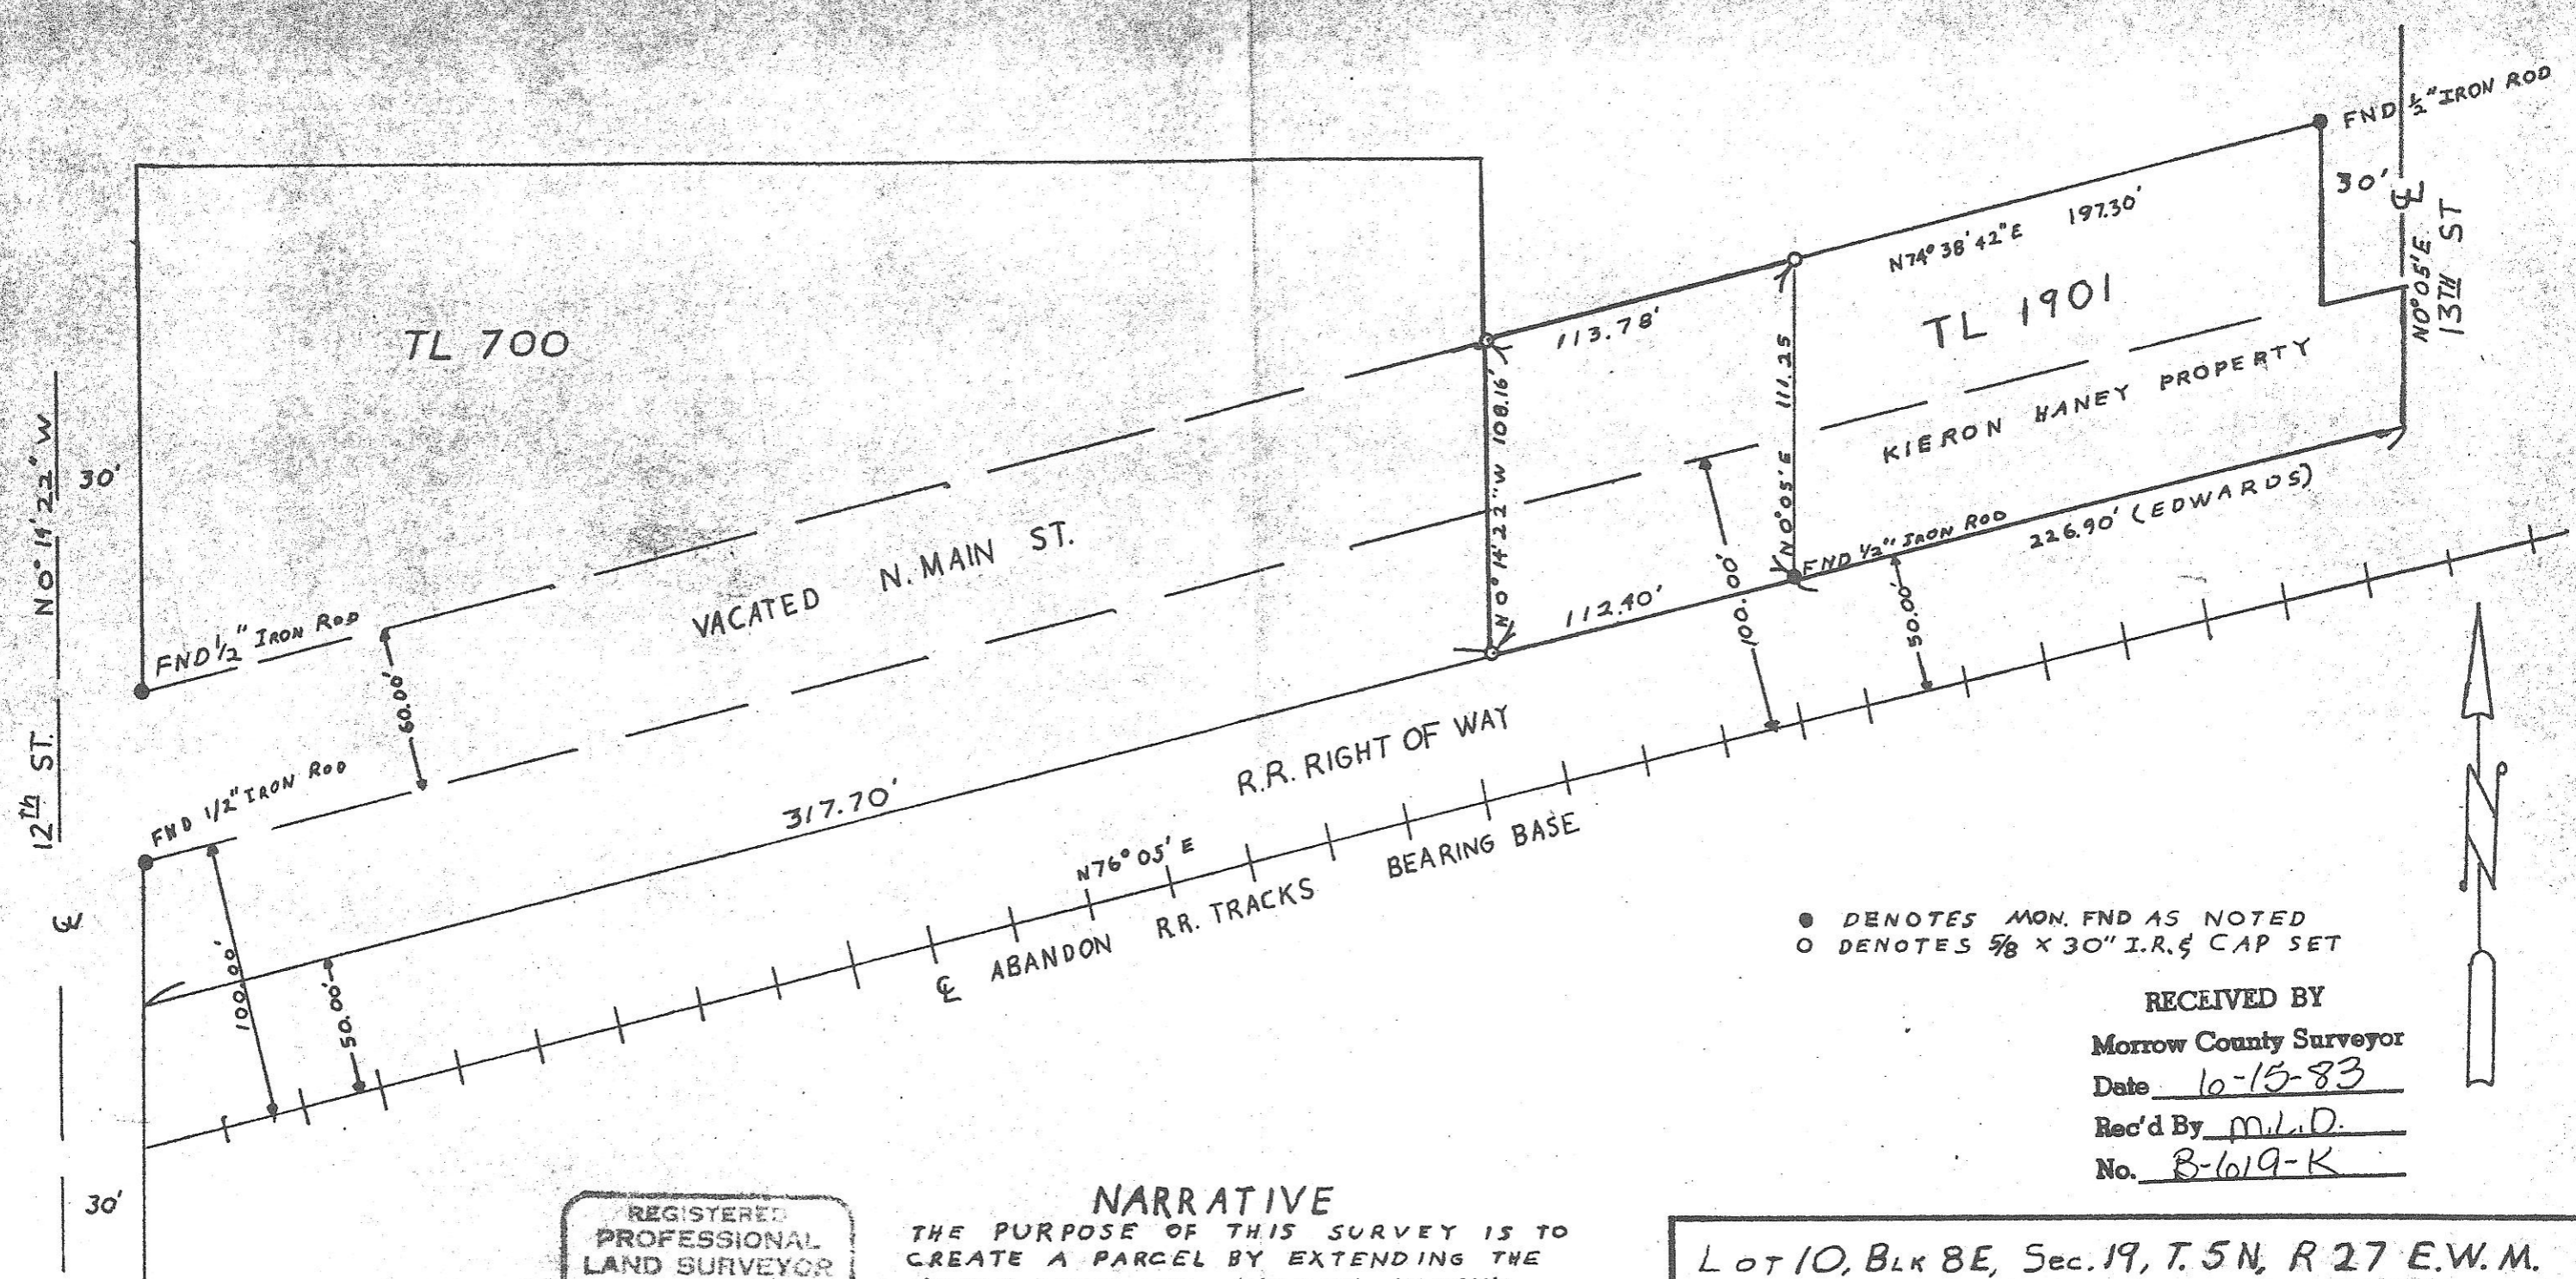 FND 1/2" IRON ROD
30'
℄
N0°05'E
13TH ST
N74°38'42"E 197.30'
TL 1901
KIERON HANEY PROPERTY
113.78'
N0°05'E 111.25
N0°14'22"W 108.16'
TL 700
N0°14'22"W
30'
12th ST.
℄
30'
FND 1/2" IRON ROD
VACATED N. MAIN ST.
60.00'
FND 1/2" IRON ROD
FND 1/2" IRON ROD
226.90' (EDWARDS)
112.40'
100.00'
50.00'
317.70'
R.R. RIGHT OF WAY
N76°05'E
℄ ABANDON RR. TRACKS BEARING BASE
100.00'
50.00'
● DENOTES MON. FND AS NOTED
○ DENOTES 5/8 X 30" I.R. & CAP SET
RECEIVED BY
Morrow County Surveyor
Date 10-15-83
Rec'd By M.L.D.
No. B-619-K
REGISTERED
PROFESSIONAL
LAND SURVEYOR
NARRATIVE
THE PURPOSE OF THIS SURVEY IS TO
CREATE A PARCEL BY EXTENDING THE
LOT 10, BLK 8E, Sec. 19, T. 5 N, R 27 E.W.M.